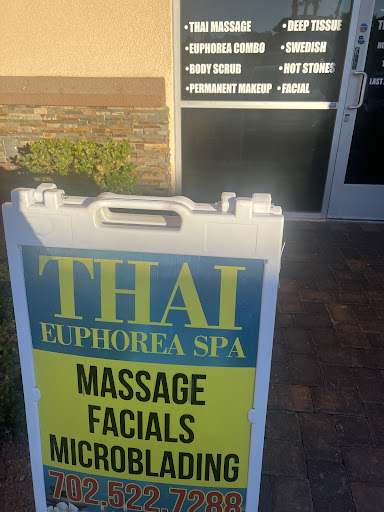 •THAI MASSAGE •DEEP TISSUE
•EUPHOREA COMBO •SWEDISH
•BODY SCRUB •HOT STONES
•PERMANENT MAKEUP •FACIAL
LAST
THAI
EUPHOREA SPA
MASSAGE
FACIALS
MICROBLADING
702.522.7288